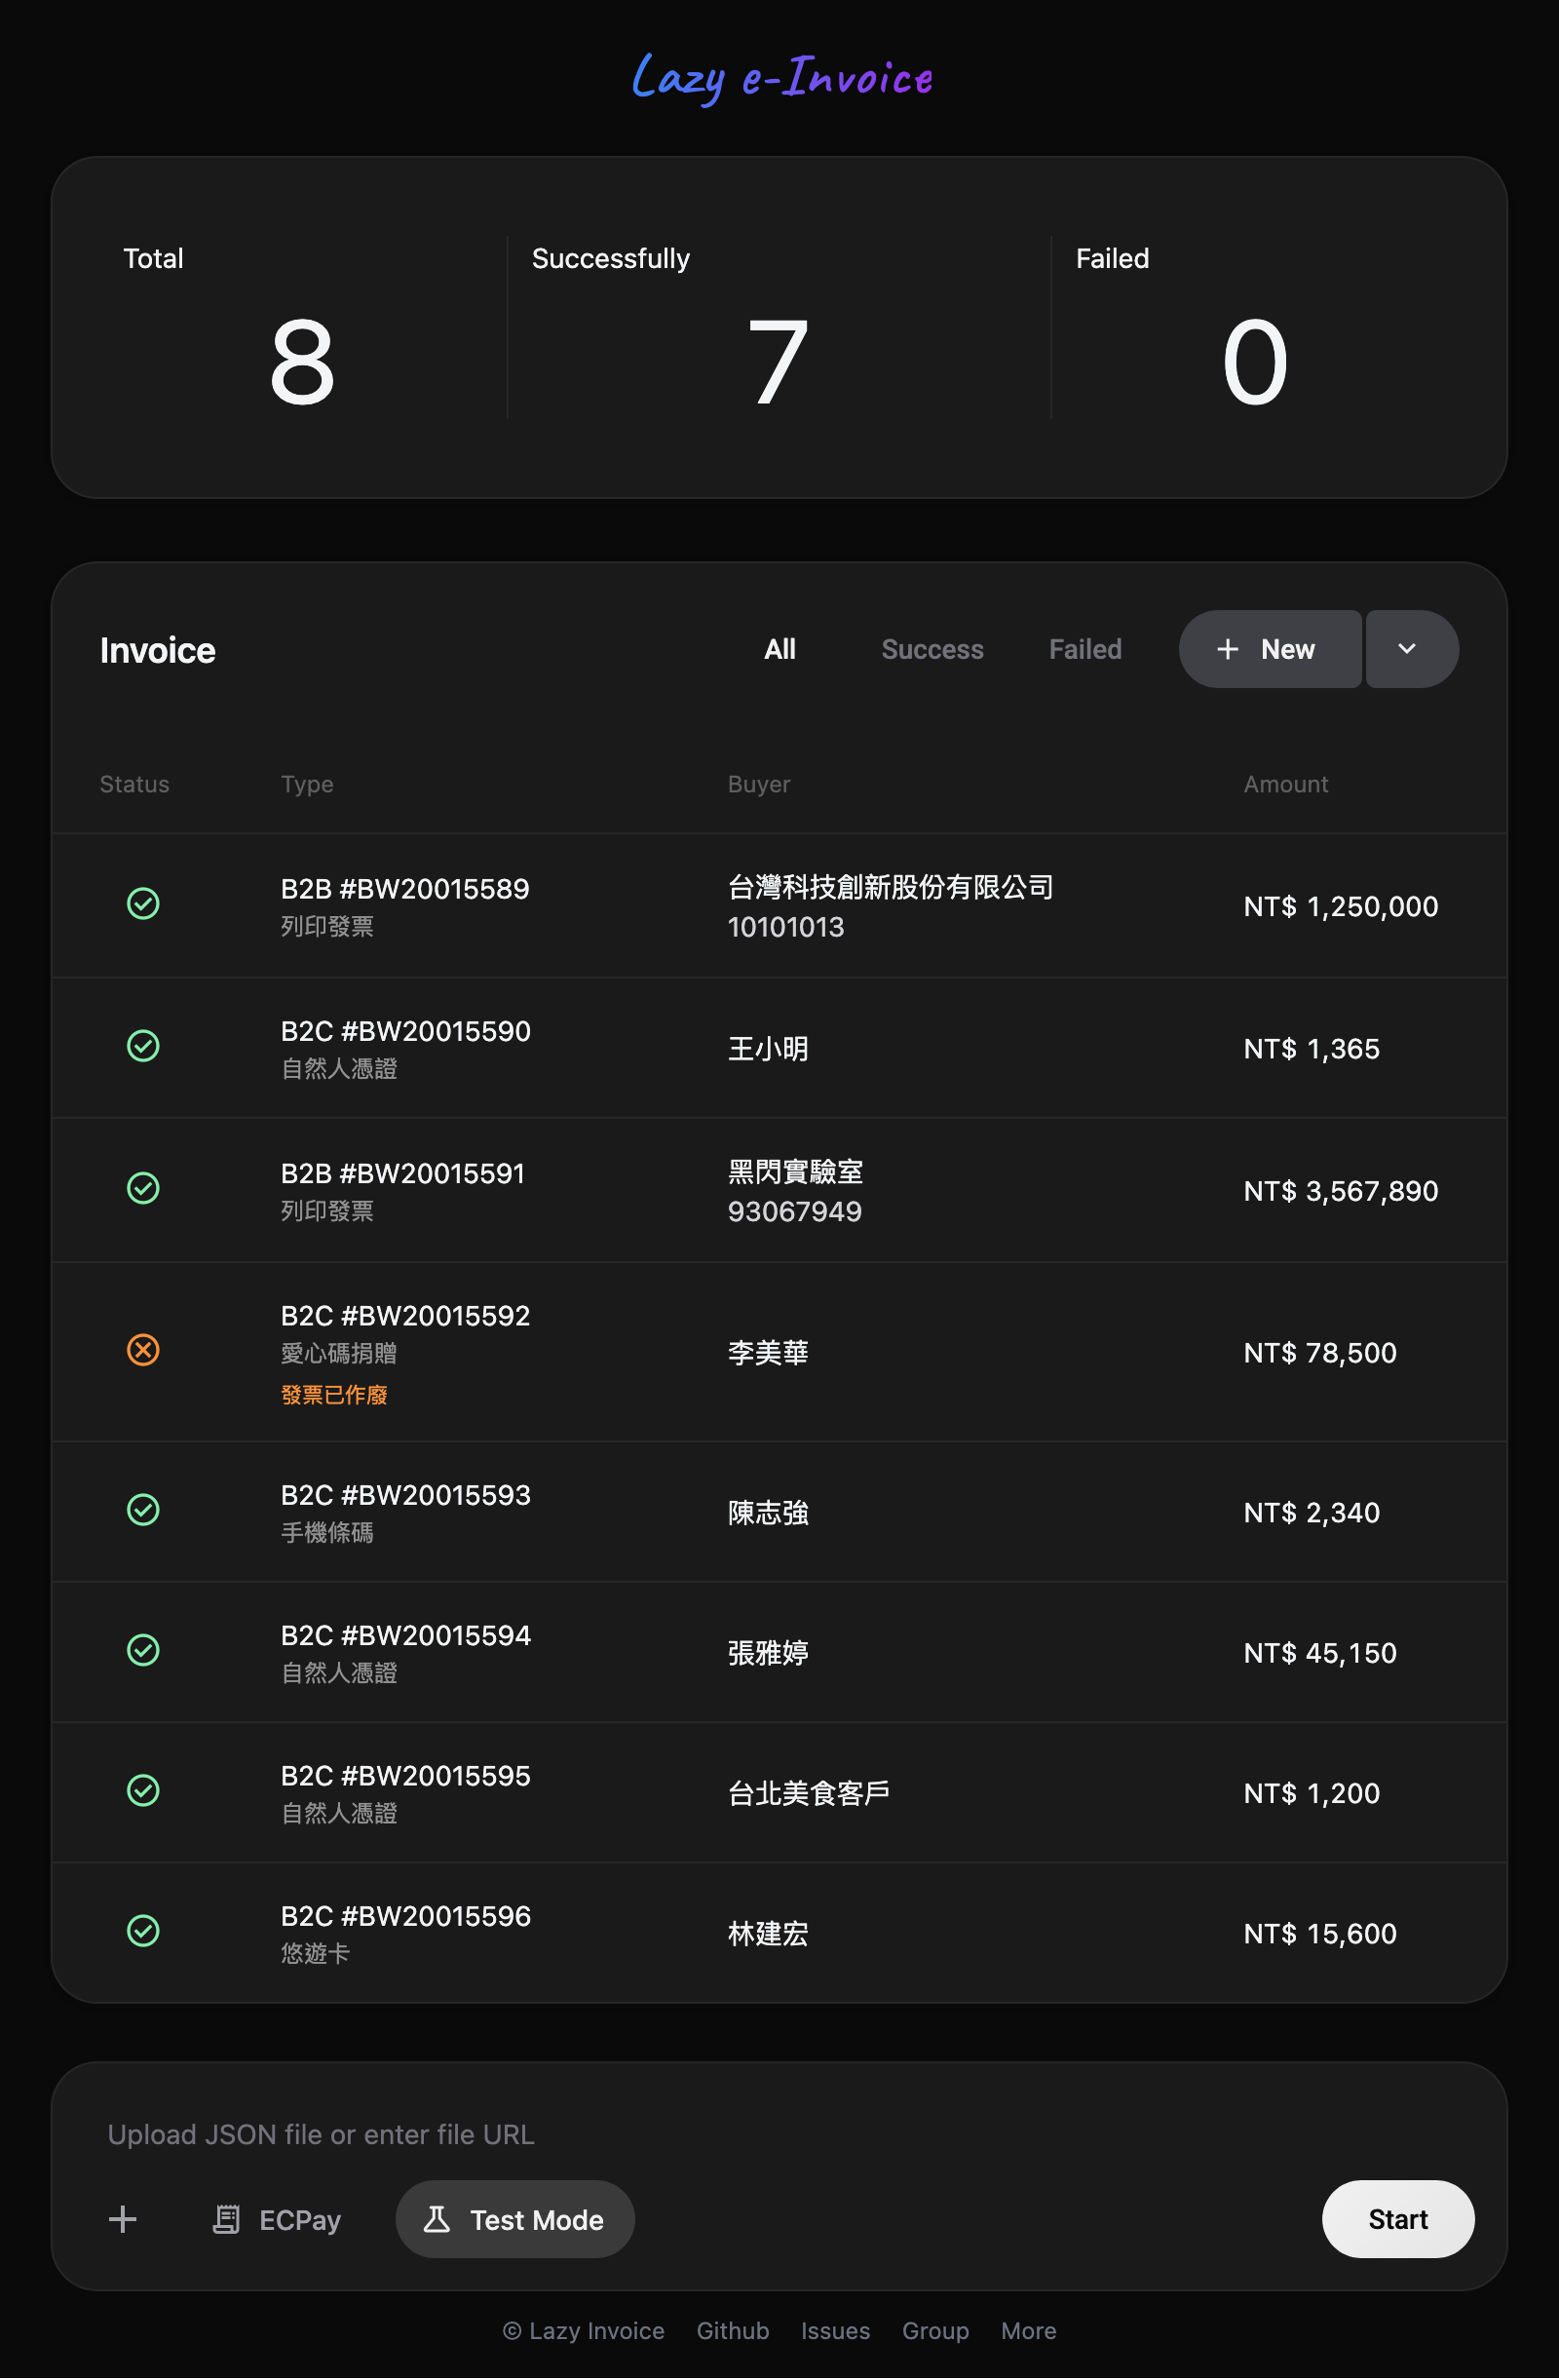 Lazy e-Invoice
Total
8
Successfully
7
Failed
0
Invoice
All
Success
Failed
New
Status
Type
Buyer
Amount
B2B #BW20015589
列印發票
台灣科技創新股份有限公司
10101013
NT$ 1,250,000
B2C #BW20015590
自然人憑證
王小明
NT$ 1,365
B2B #BW20015591
列印發票
黑閃實驗室
93067949
NT$ 3,567,890
B2C #BW20015592
愛心碼捐贈
發票已作廢
李美華
NT$ 78,500
B2C #BW20015593
手機條碼
陳志強
NT$ 2,340
B2C #BW20015594
自然人憑證
張雅婷
NT$ 45,150
B2C #BW20015595
自然人憑證
台北美食客戶
NT$ 1,200
B2C #BW20015596
悠遊卡
林建宏
NT$ 15,600
Upload JSON file or enter file URL
ECPay
Test Mode
Start
© Lazy Invoice
Github
Issues
Group
More